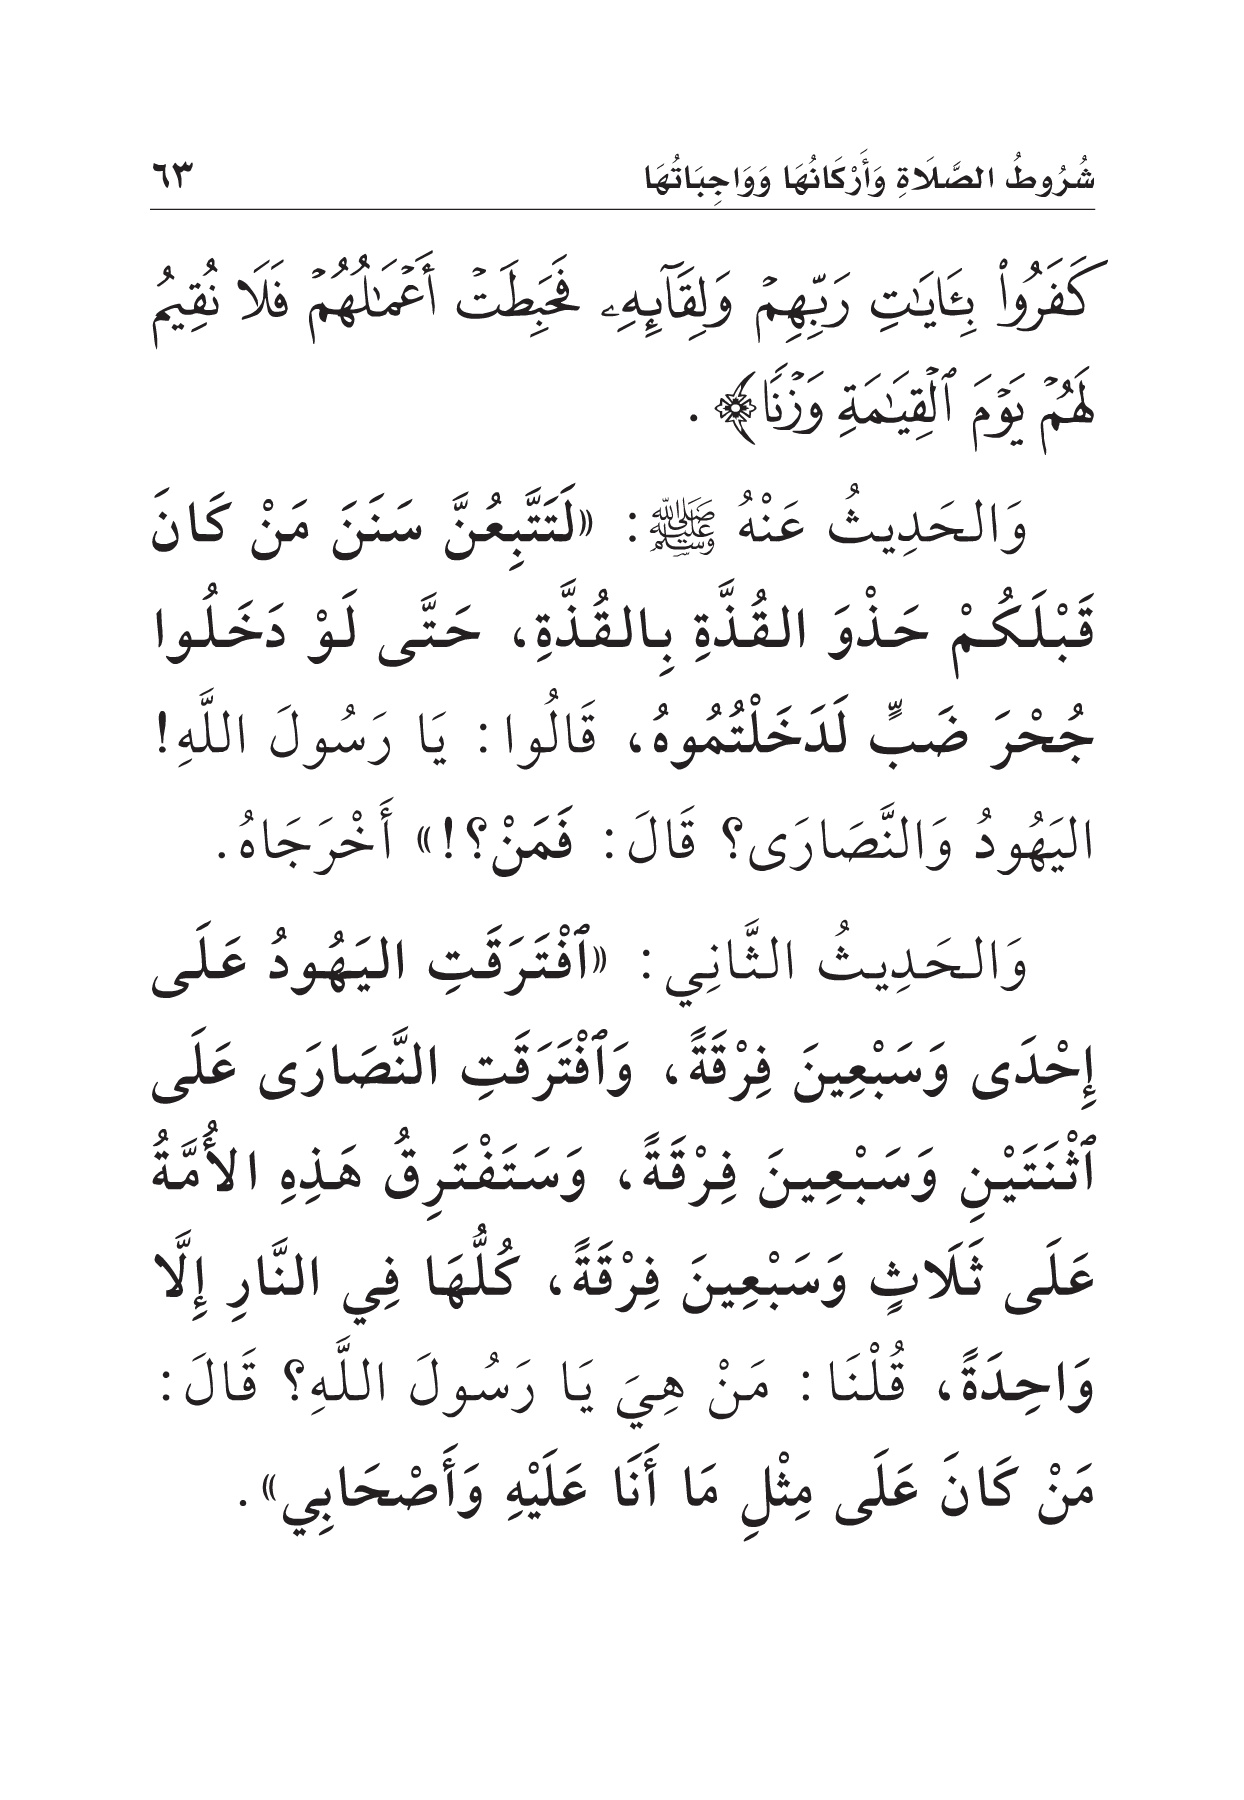 شُرُوطُ الصَّلَاةِ وَأَرْكَانُهَا وَوَاجِبَاتُهَا ٦٣
كَفَرُواْ بِـَٔايَٰتِ رَبِّهِمۡ وَلِقَآئِهِۦ فَحَبِطَتۡ أَعۡمَٰلُهُمۡ فَلَا نُقِيمُ
لَهُمۡ يَوۡمَ ٱلۡقِيَٰمَةِ وَزۡنٗا﴾ .
وَالحَدِيثُ عَنْهُ ﷺ: «لَتَتَّبِعُنَّ سَنَنَ مَنْ كَانَ
قَبْلَكُمْ حَذْوَ القُذَّةِ بِالقُذَّةِ، حَتَّى لَوْ دَخَلُوا
جُحْرَ ضَبٍّ لَدَخَلْتُمُوهُ، قَالُوا: يَا رَسُولَ اللَّهِ!
اليَهُودُ وَالنَّصَارَى؟ قَالَ: فَمَنْ؟!» أَخْرَجَاهُ.
وَالحَدِيثُ الثَّانِي: «ٱفْتَرَقَتِ اليَهُودُ عَلَى
إِحْدَى وَسَبْعِينَ فِرْقَةً، وَٱفْتَرَقَتِ النَّصَارَى عَلَى
ٱثْنَتَيْنِ وَسَبْعِينَ فِرْقَةً، وَسَتَفْتَرِقُ هَذِهِ الأُمَّةُ
عَلَى ثَلَاثٍ وَسَبْعِينَ فِرْقَةً، كُلُّهَا فِي النَّارِ إِلَّا
وَاحِدَةً، قُلْنَا: مَنْ هِيَ يَا رَسُولَ اللَّهِ؟ قَالَ:
مَنْ كَانَ عَلَى مِثْلِ مَا أَنَا عَلَيْهِ وَأَصْحَابِي» .